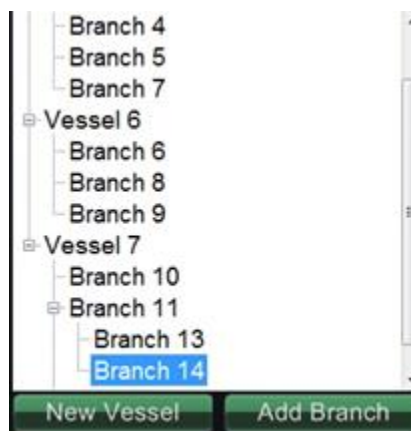 Branch 4
Branch 5
Branch 7
Vessel 6
Branch 6
Branch 8
Branch 9
Vessel 7
Branch 10
Branch 11
Branch 13
Branch 14
New Vessel Add Branch